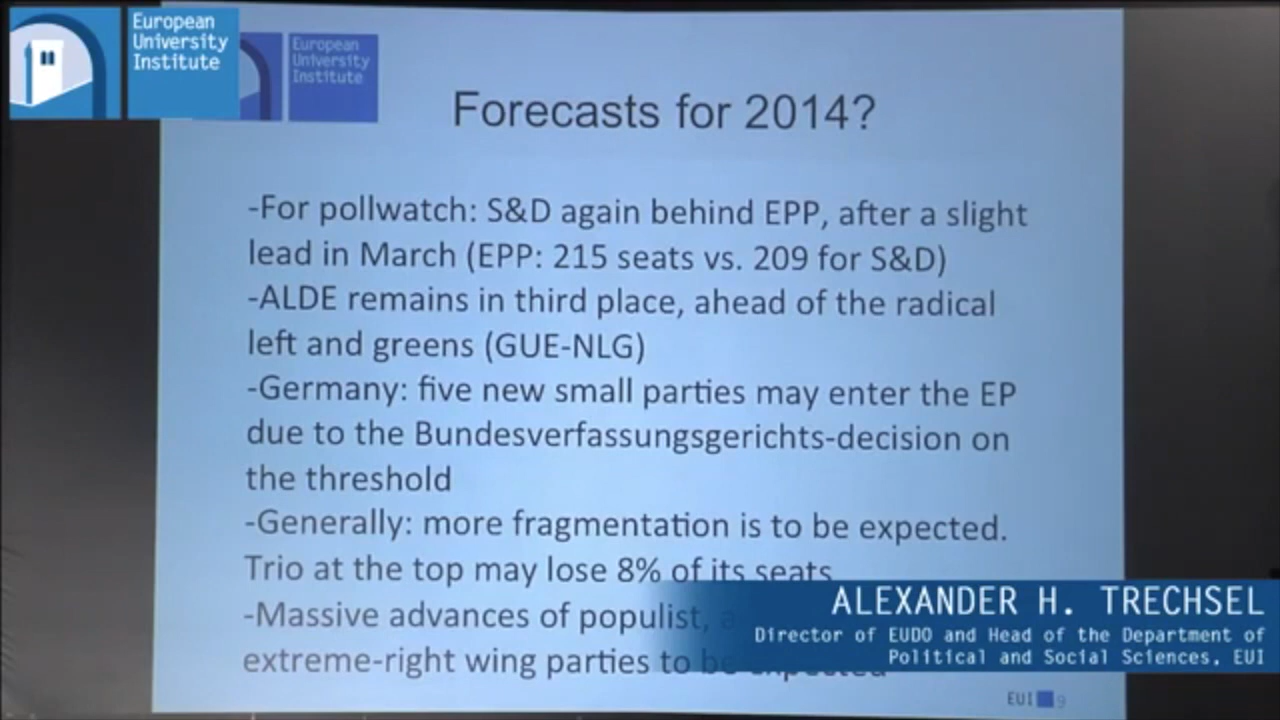 European
University
Institute
European
University
Institute
Forecasts for 2014?
-For pollwatch: S&D again behind EPP, after a slight
lead in March (EPP: 215 seats vs. 209 for S&D)
-ALDE remains in third place, ahead of the radical
left and greens (GUE-NLG)
-Germany: five new small parties may enter the EP
due to the Bundesverfassungsgerichts-decision on
the threshold
-Generally: more fragmentation is to be expected.
Trio at the top may lose 8% of its seats
-Massive advances of populist,
extreme-right wing parties to be expected
ALEXANDER H. TRECHSEL
Director of EUDO and Head of the Department of
Political and Social Sciences, EUI
EUI 9